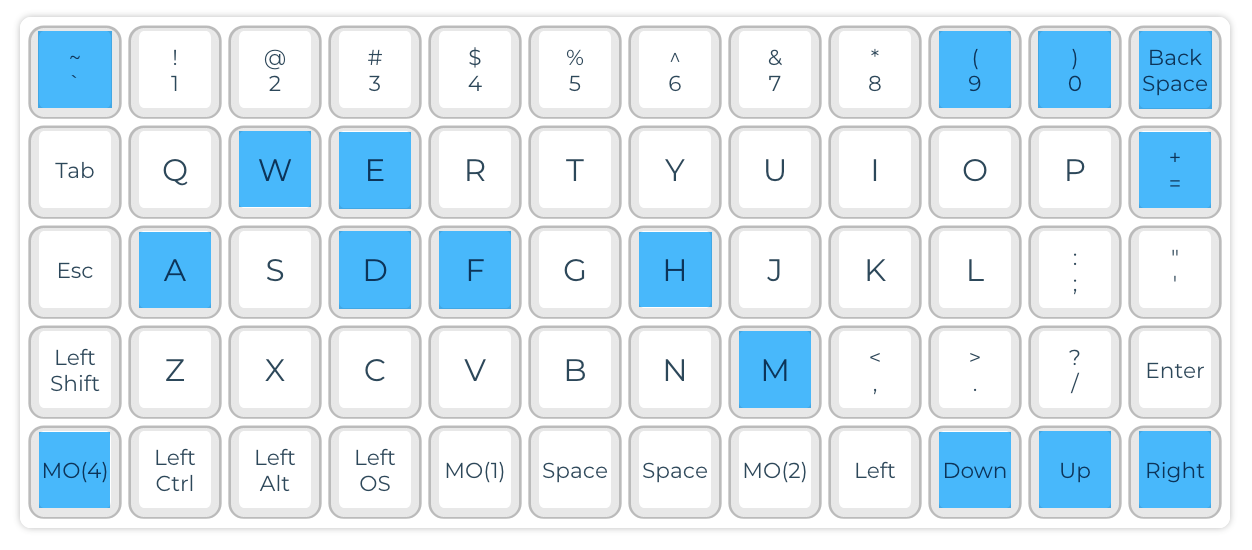 ~ ! @ # $ % ^ & * ( ) Back
` 1 2 3 4 5 6 7 8 9 0 Space
Tab Q W E R T Y U I O P +
=
Esc A S D F G H J K L : "
; '
Left Shift Z X C V B N M < > ? Enter
, . /
MO(4) Left Ctrl Left Alt Left OS MO(1) Space Space MO(2) Left Down Up Right